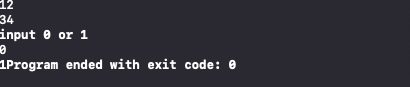 12
34
input 0 or 1
0
1Program ended with exit code: 0